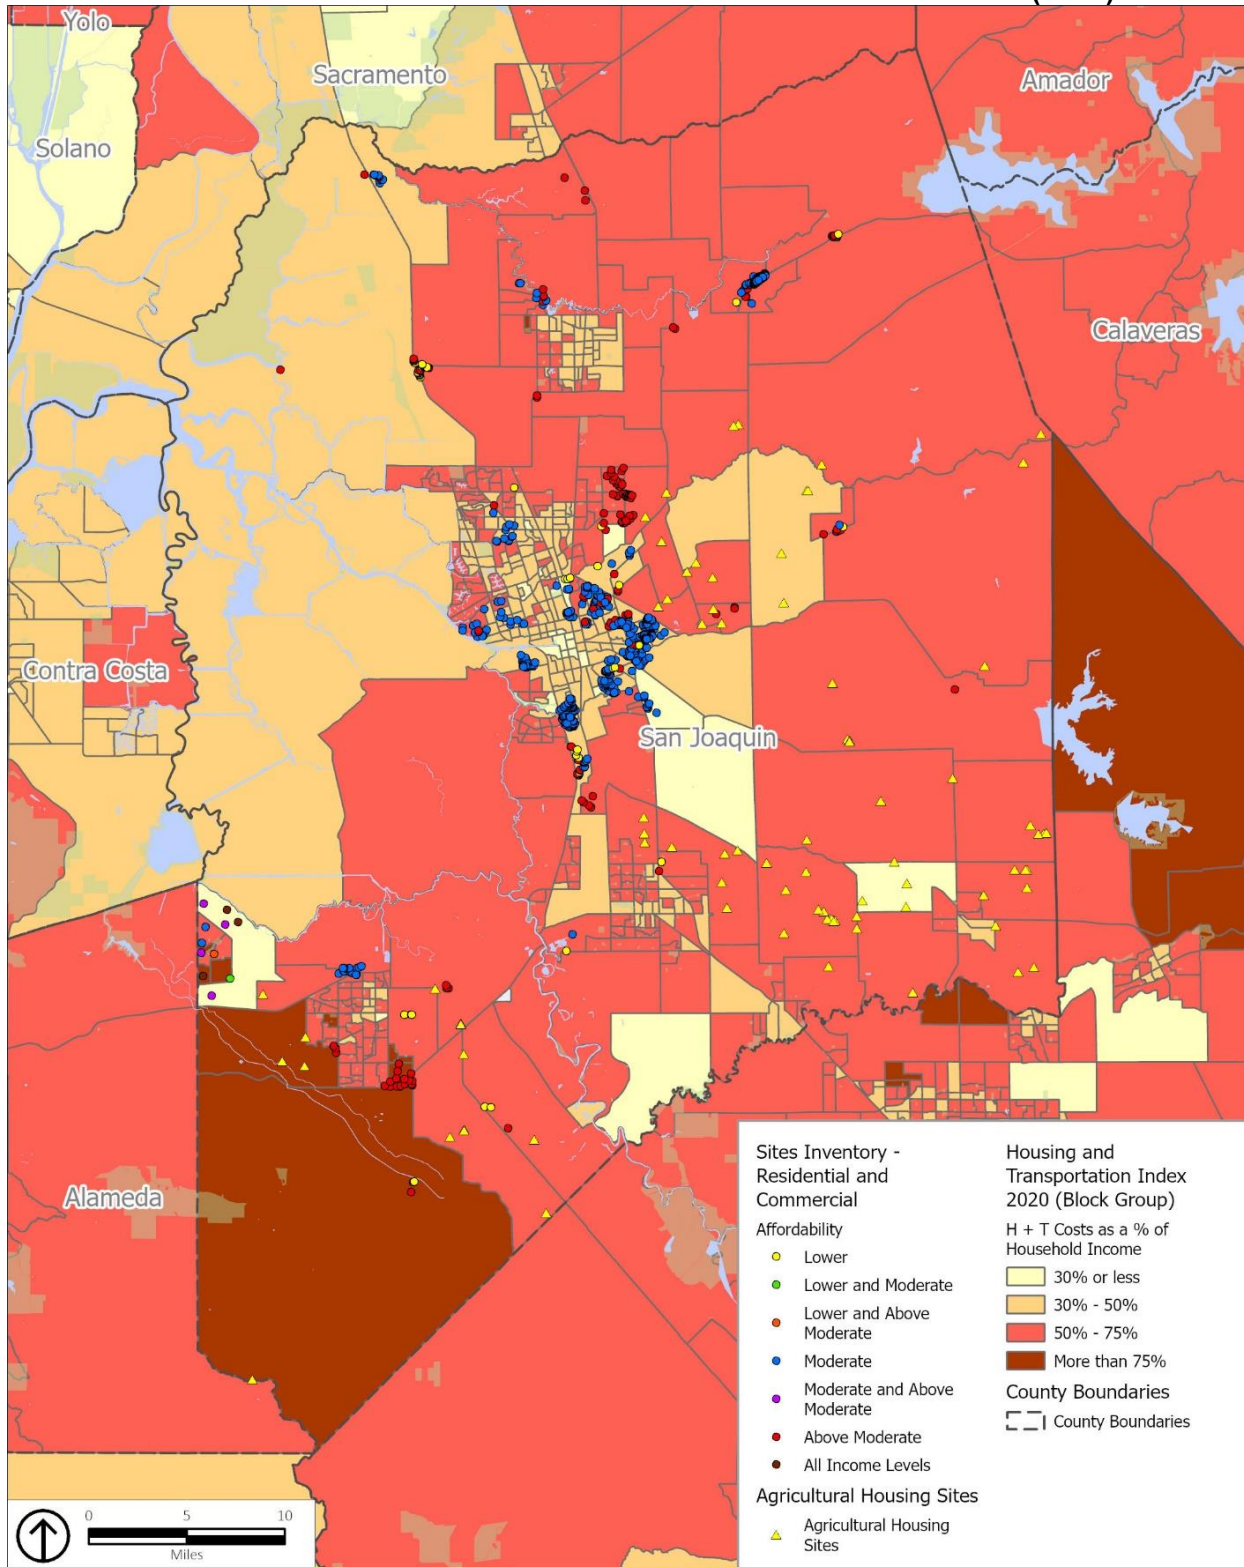 Yolo
Sacramento
Amador
Solano
Calaveras
Contra Costa
San Joaquin
Alameda
Sites Inventory -
Residential and
Commercial
Affordability
Lower
Lower and Moderate
Lower and Above
Moderate
Moderate
Moderate and Above
Moderate
Above Moderate
All Income Levels
Agricultural Housing Sites
Agricultural Housing
Sites
Housing and
Transportation Index
2020 (Block Group)
H + T Costs as a % of
Household Income
30% or less
30% - 50%
50% - 75%
More than 75%
County Boundaries
County Boundaries
0 5 10
Miles